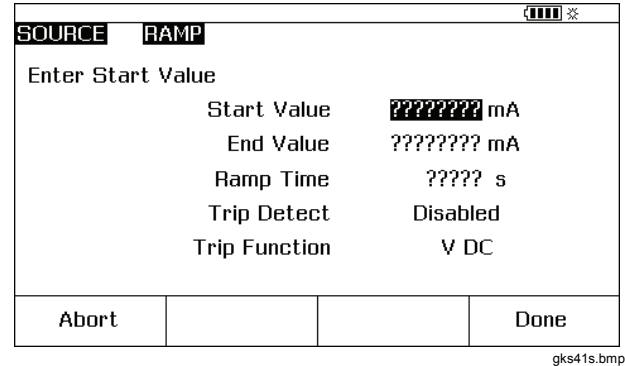 SOURCE RAMP
Enter Start Value
Start Value ???????? mA
End Value ???????? mA
Ramp Time ????? s
Trip Detect Disabled
Trip Function V DC
Abort Done
gks41s.bmp